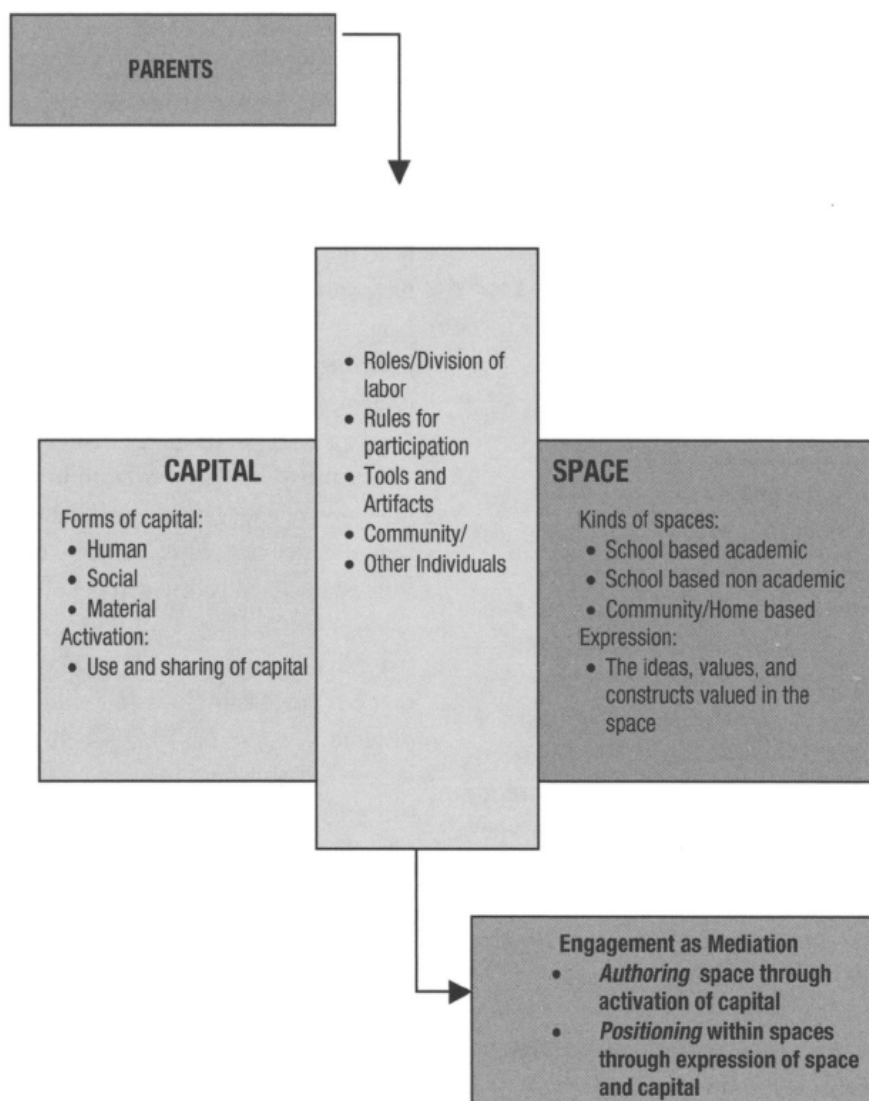 PARENTS
• Roles/Division of
labor
• Rules for
participation
• Tools and
Artifacts
• Community/
• Other Individuals
CAPITAL
Forms of capital:
• Human
• Social
• Material
Activation:
• Use and sharing of capital
SPACE
Kinds of spaces:
• School based academic
• School based non academic
• Community/Home based
Expression:
• The ideas, values, and
constructs valued in the
space
Engagement as Mediation
• Authoring space through
activation of capital
• Positioning within spaces
through expression of space
and capital